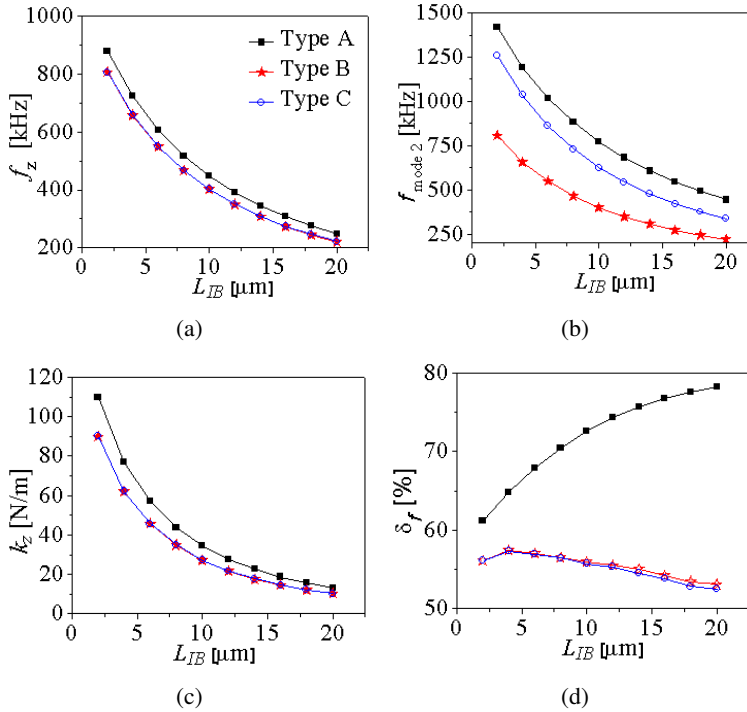 1000
800
600
400
200
f_z [kHz]
Type A
Type B
Type C
0 5 10 15 20
L_IB [μm]
(a)
1500
1250
1000
750
500
250
f_mode 2 [kHz]
0 5 10 15 20
L_IB [μm]
(b)
120
100
80
60
40
20
0
k_z [N/m]
0 5 10 15 20
L_IB [μm]
(c)
80
70
60
50
δ_f [%]
0 5 10 15 20
L_IB [μm]
(d)